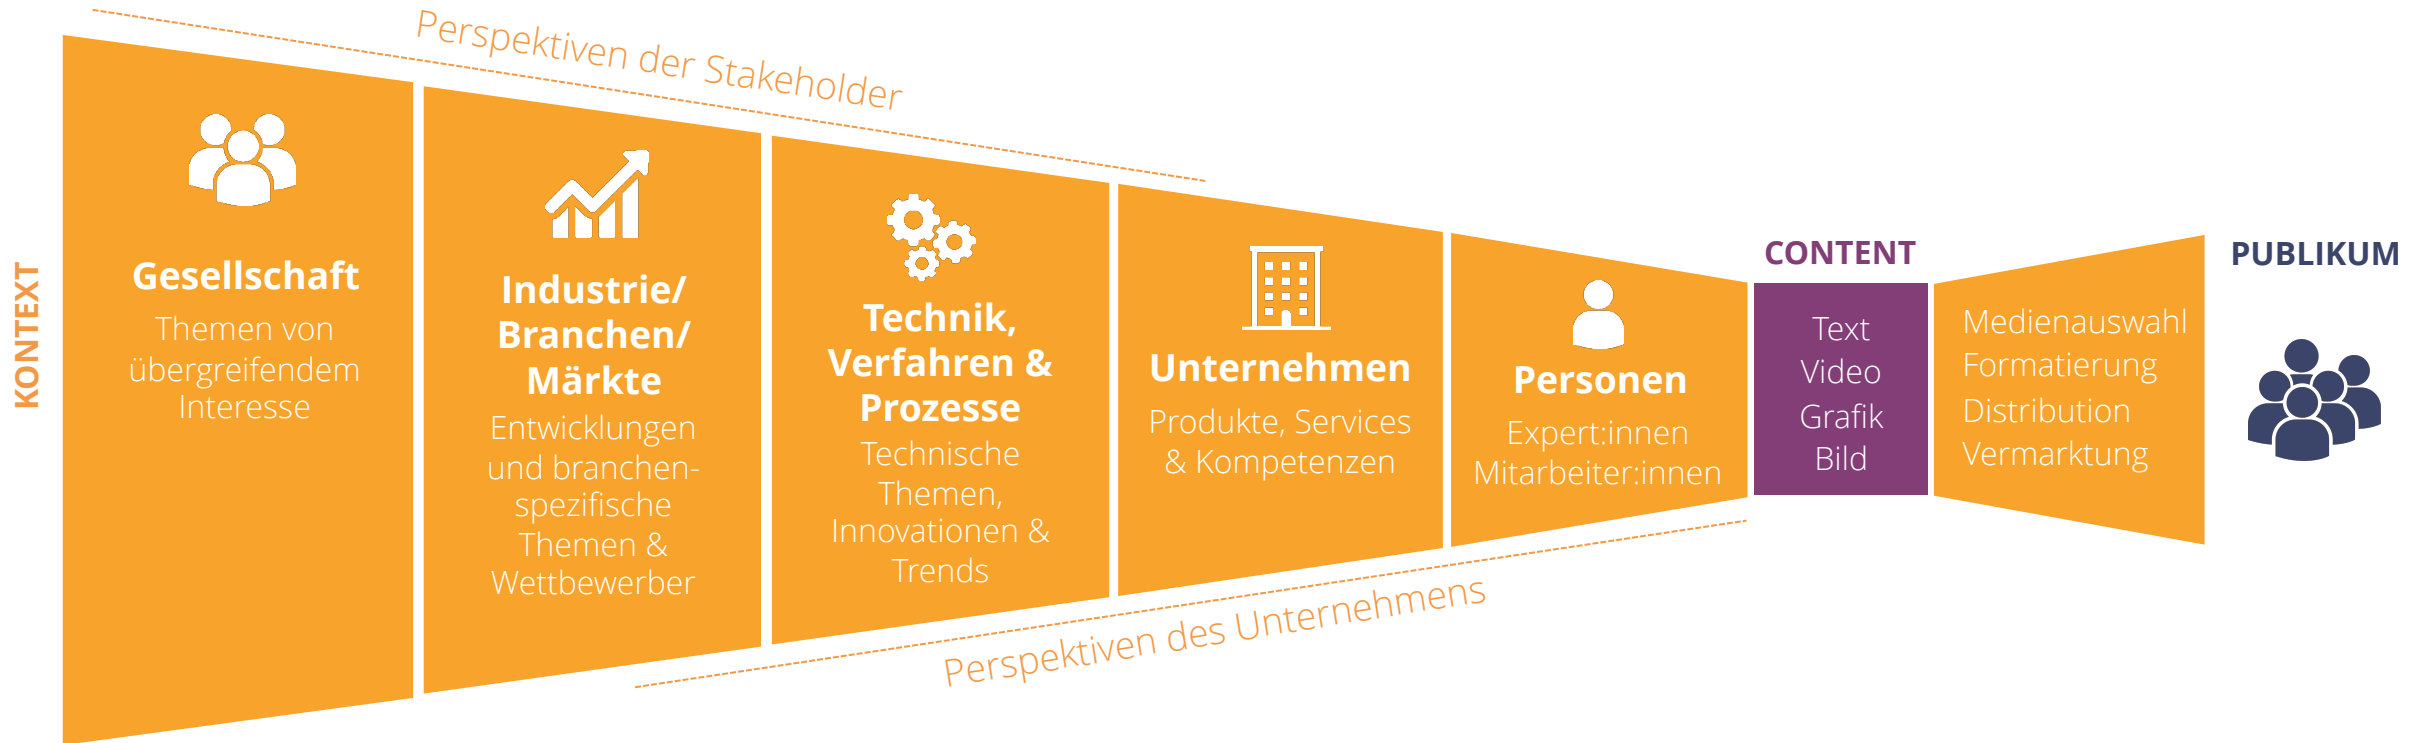 Perspektiven der Stakeholder
KONTEXT
Gesellschaft
Themen von
übergreifendem
Interesse
Industrie/
Branchen/
Märkte
Entwicklungen
und branchen-
spezifische
Themen &
Wettbewerber
Technik,
Verfahren &
Prozesse
Technische
Themen,
Innovationen &
Trends
Unternehmen
Produkte, Services
& Kompetenzen
Personen
Expert:innen
Mitarbeiter:innen
CONTENT
Text
Video
Grafik
Bild
Medienauswahl
Formatierung
Distribution
Vermarktung
PUBLIKUM
Perspektiven des Unternehmens